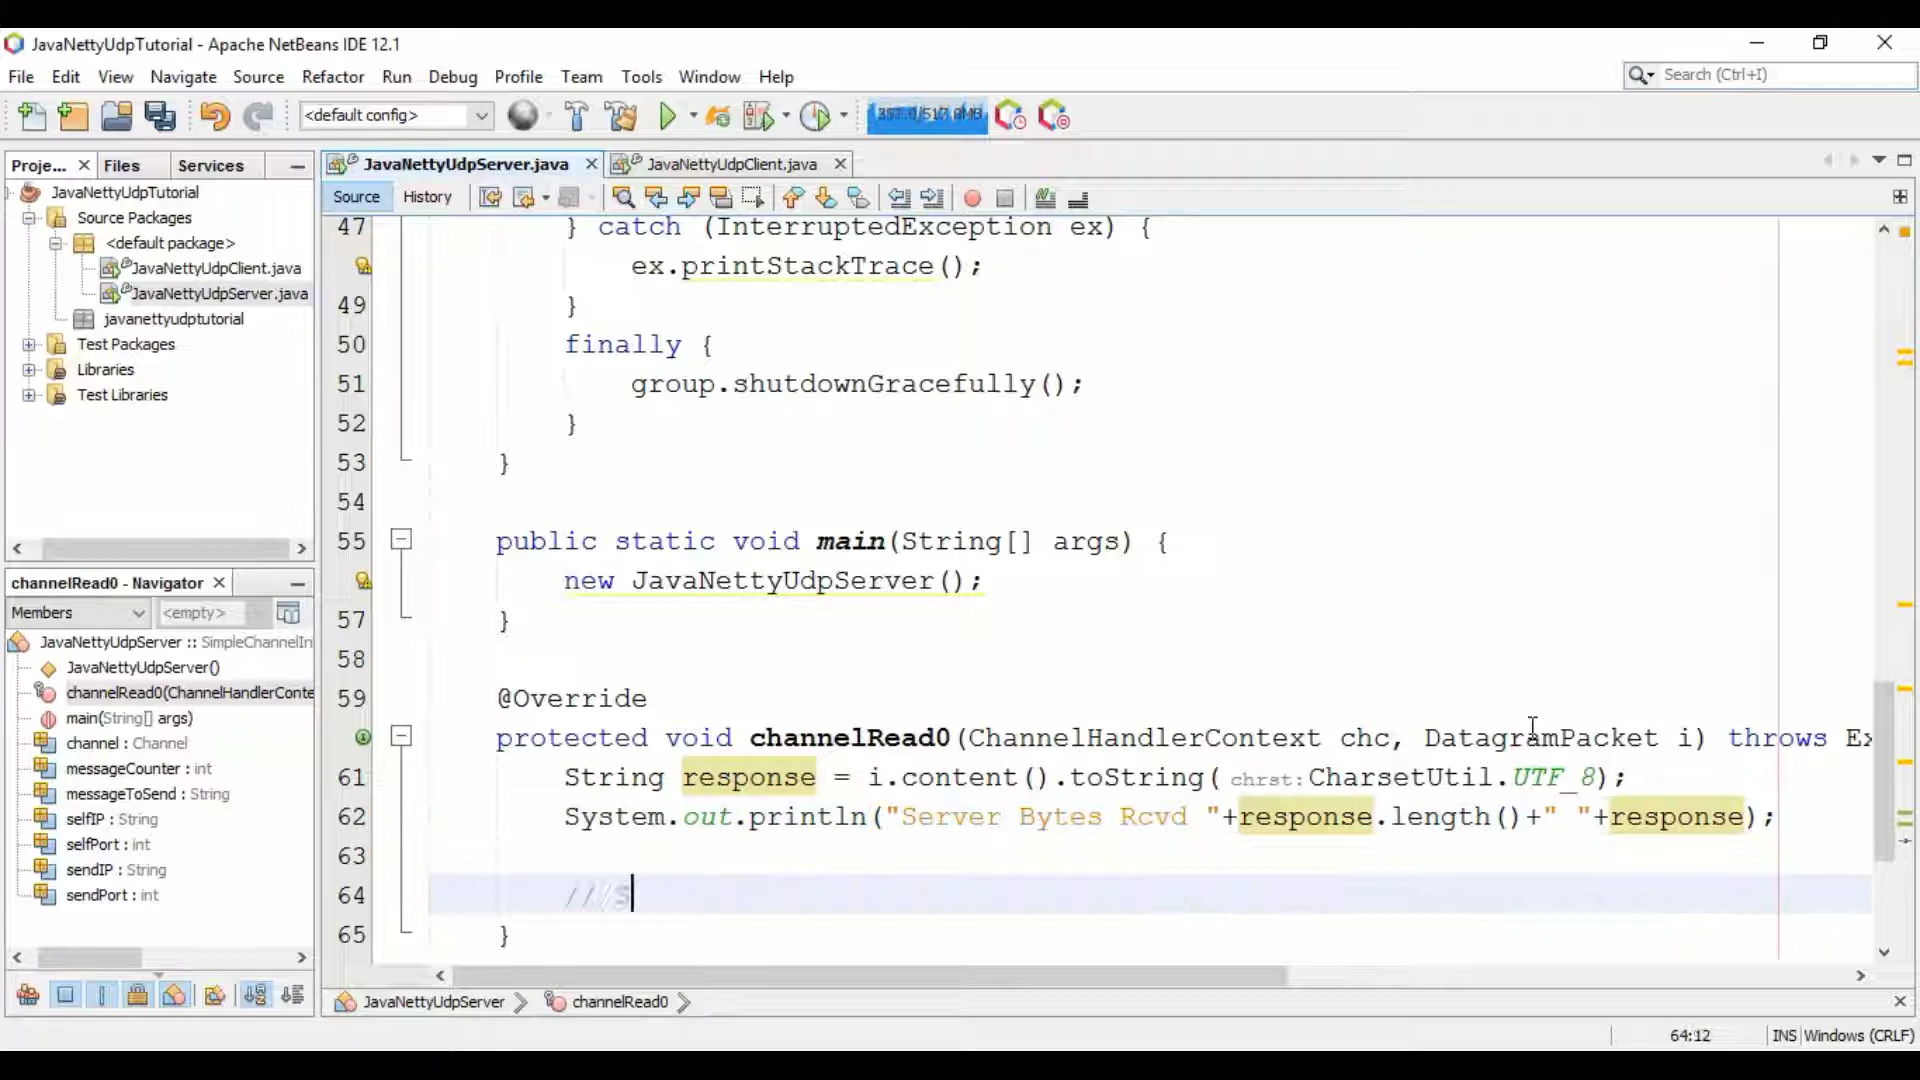 JavaNettyUdpTutorial - Apache NetBeans IDE 12.1
File Edit View Navigate Source Refactor Run Debug Profile Team Tools Window Help
Search (Ctrl+I)
<default config>
Proje... Files Services
JavaNettyUdpTutorial
Source Packages
<default package>
JavaNettyUdpClient.java
JavaNettyUdpServer.java
javanettyudptutorial
Test Packages
Libraries
Test Libraries
channelRead0 - Navigator
Members <empty>
JavaNettyUdpServer :: SimpleChannelIn
JavaNettyUdpServer()
channelRead0(ChannelHandlerConte
main(String[] args)
channel : Channel
messageCounter : int
messageToSend : String
selfIP : String
selfPort : int
sendIP : String
sendPort : int
JavaNettyUdpServer.java JavaNettyUdpClient.java
Source History
47 } catch (InterruptedException ex) {
ex.printStackTrace();
49 }
50 finally {
51 group.shutdownGracefully();
52 }
53 }
54
55 public static void main(String[] args) {
new JavaNettyUdpServer();
57 }
58
59 @Override
protected void channelRead0(ChannelHandlerContext chc, DatagramPacket i) throws Ex
61 String response = i.content().toString( chrst: CharsetUtil.UTF_8);
62 System.out.println("Server Bytes Rcvd "+response.length()+" "+response);
63
64 ///S
65 }
JavaNettyUdpServer channelRead0
64:12 INS Windows (CRLF)